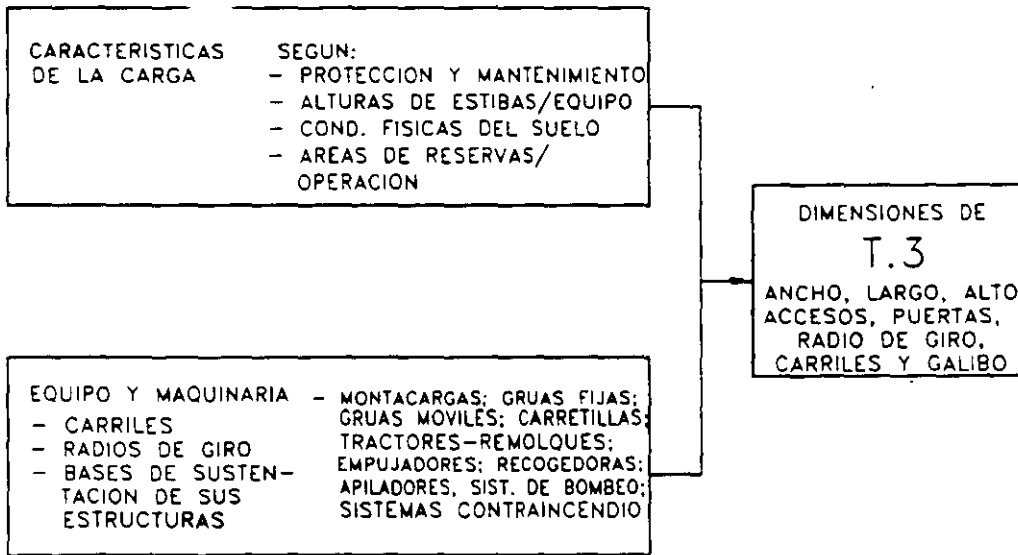 CARACTERISTICAS
DE LA CARGA
SEGUN:
- PROTECCION Y MANTENIMIENTO
- ALTURAS DE ESTIBAS/EQUIPO
- COND. FISICAS DEL SUELO
- AREAS DE RESERVAS/
OPERACION
DIMENSIONES DE
T.3
ANCHO, LARGO, ALTO
ACCESOS, PUERTAS,
RADIO DE GIRO,
CARRILES Y GALIBO
EQUIPO Y MAQUINARIA
- CARRILES
- RADIOS DE GIRO
- BASES DE SUSTEN-
TACION DE SUS
ESTRUCTURAS
- MONTACARGAS; GRUAS FIJAS;
GRUAS MOVILES; CARRETILLAS;
TRACTORES-REMOLQUES;
EMPUJADORES; RECOGEDORAS;
APILADORES, SIST. DE BOMBEO;
SISTEMAS CONTRAINCENDIO